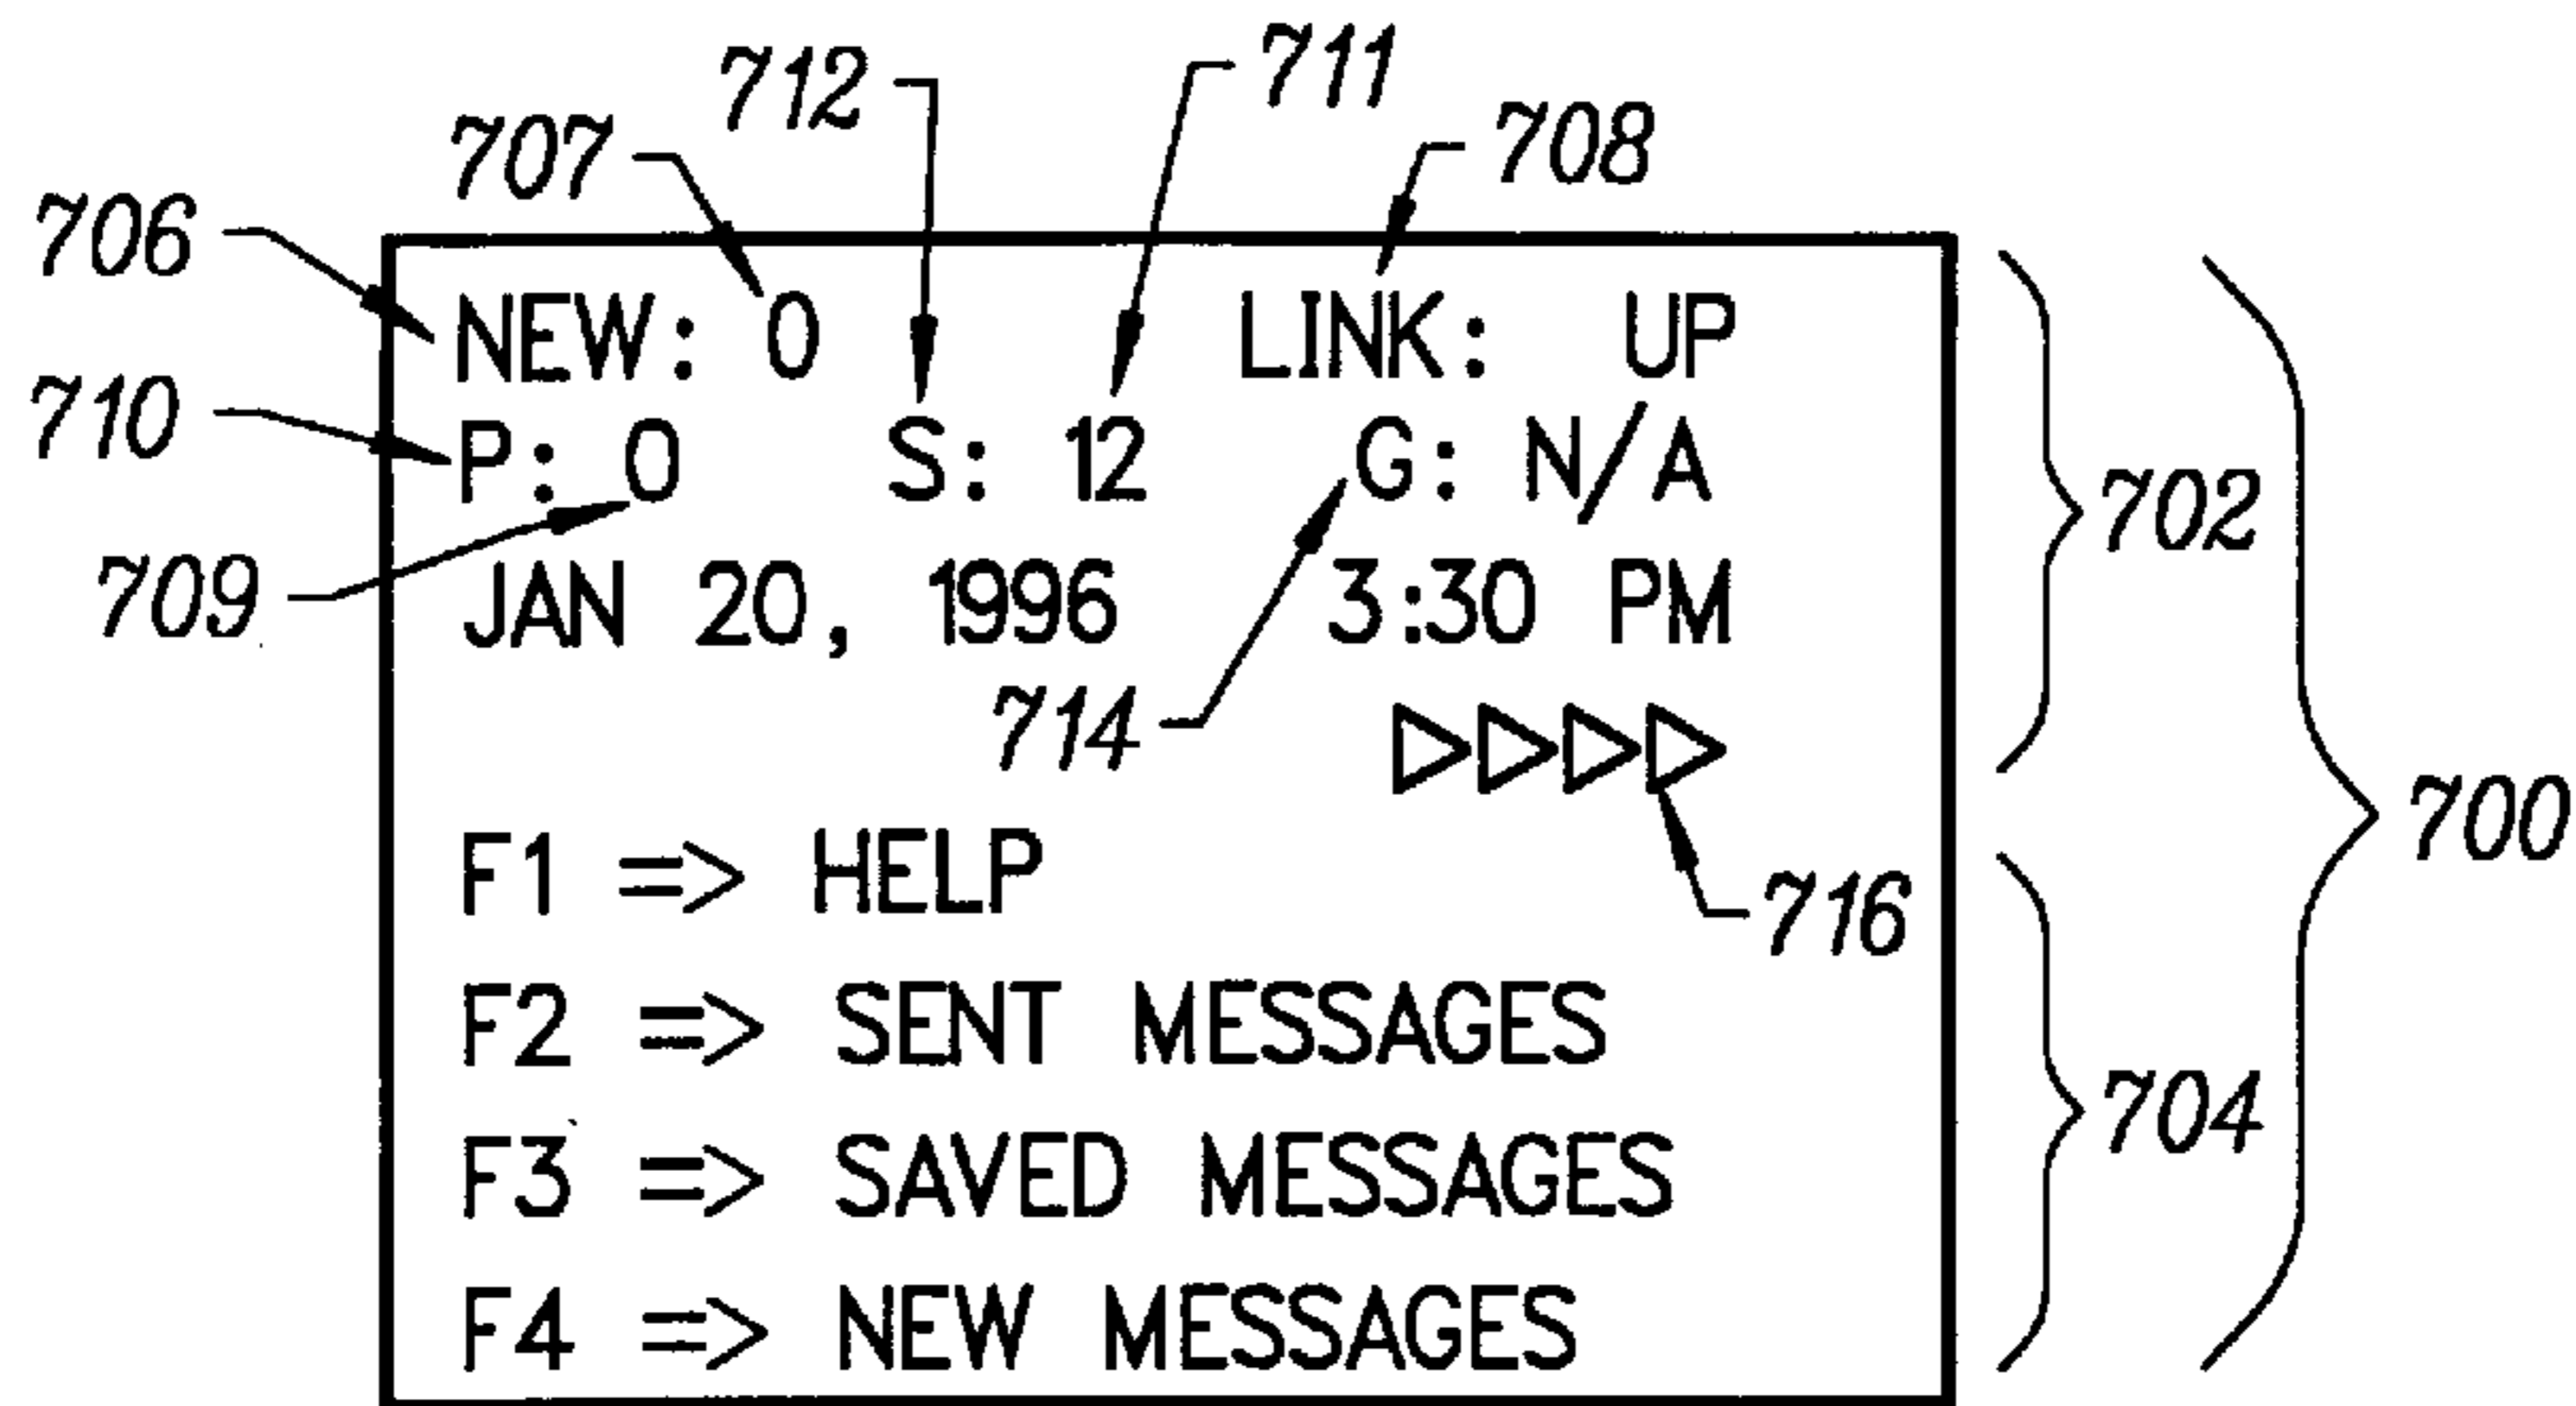 712 711
707 708
706
NEW: 0 LINK: UP
710
P: 0 S: 12 G: N/A
702
709
JAN 20, 1996 3:30 PM
714
▷▷▷▷
700
F1 => HELP
716
F2 => SENT MESSAGES
704
F3 => SAVED MESSAGES
F4 => NEW MESSAGES